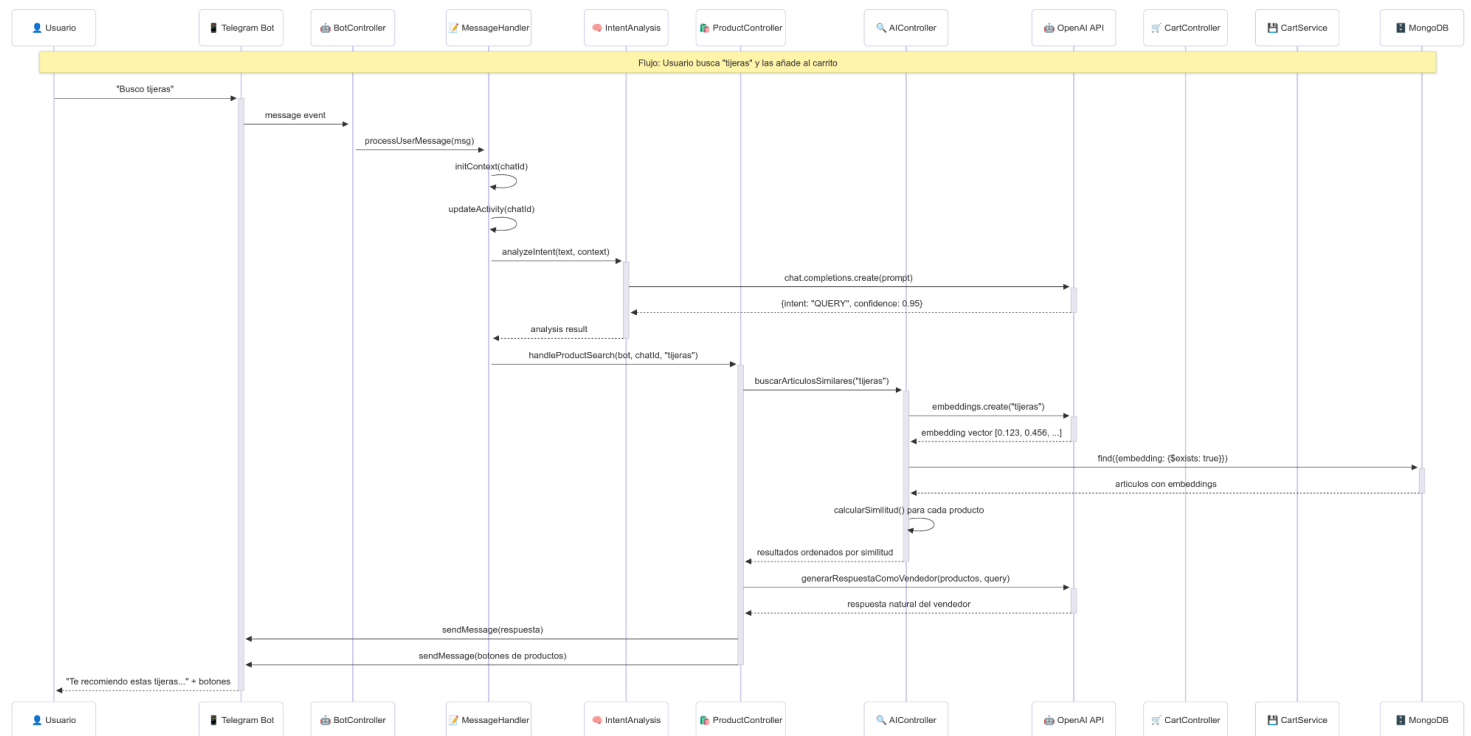 👤 Usuario
📱 Telegram Bot
🤖 BotController
📝 MessageHandler
🧠 IntentAnalysis
🛍️ ProductController
🔍 AIController
🤖 OpenAI API
🛒 CartController
💾 CartService
🗄️ MongoDB
Flujo: Usuario busca "tijeras" y las añade al carrito
"Busco tijeras"
message event
processUserMessage(msg)
initContext(chatId)
updateActivity(chatId)
analyzeIntent(text, context)
chat.completions.create(prompt)
{intent: "QUERY", confidence: 0.95}
analysis result
handleProductSearch(bot, chatId, "tijeras")
buscarArticulosSimilares("tijeras")
embeddings.create("tijeras")
embedding vector [0.123, 0.456, ...]
find({embedding: {$exists: true}})
articulos con embeddings
calcularSimilitud() para cada producto
resultados ordenados por similitud
generarRespuestaComoVendedor(productos, query)
respuesta natural del vendedor
sendMessage(respuesta)
sendMessage(botones de productos)
"Te recomiendo estas tijeras..." + botones
👤 Usuario
📱 Telegram Bot
🤖 BotController
📝 MessageHandler
🧠 IntentAnalysis
🛍️ ProductController
🔍 AIController
🤖 OpenAI API
🛒 CartController
💾 CartService
🗄️ MongoDB